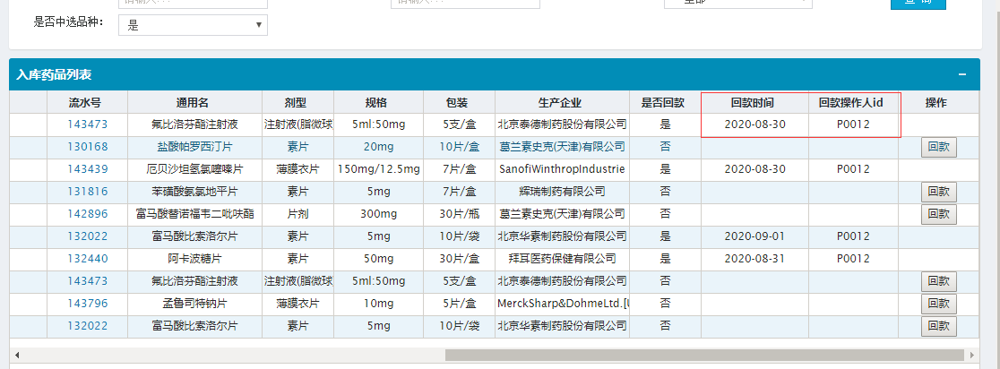 请输入...
请输入...
全部
查 询
是否中选品种：
是
入库药品列表
流水号 通用名 剂型 规格 包装 生产企业 是否回款 回款时间 回款操作人id 操作
143473 氟比洛芬酯注射液 注射液(脂微球 5ml:50mg 5支/盒 北京泰德制药股份有限公司 是 2020-08-30 P0012
130168 盐酸帕罗西汀片 素片 20mg 10片/盒 葛兰素史克(天津)有限公司 否 回款
143439 厄贝沙坦氢氯噻嗪片 薄膜衣片 150mg/12.5mg 7片/盒 SanofiWinthropIndustrie 是 2020-08-30 P0012
131816 苯磺酸氨氯地平片 素片 5mg 7片/盒 辉瑞制药有限公司 否 回款
142896 富马酸替诺福韦二吡呋酯 片剂 300mg 30片/瓶 葛兰素史克(天津)有限公司 否 回款
132022 富马酸比索洛尔片 素片 5mg 10片/袋 北京华素制药股份有限公司 是 2020-09-01 P0012
132440 阿卡波糖片 素片 50mg 30片/盒 拜耳医药保健有限公司 是 2020-08-31 P0012
143473 氟比洛芬酯注射液 注射液(脂微球 5ml:50mg 5支/盒 北京泰德制药股份有限公司 否 回款
143796 孟鲁司特钠片 薄膜衣片 10mg 5片/盒 MerckSharp&DohmeLtd.[U 否 回款
132022 富马酸比索洛尔片 素片 5mg 10片/袋 北京华素制药股份有限公司 否 回款